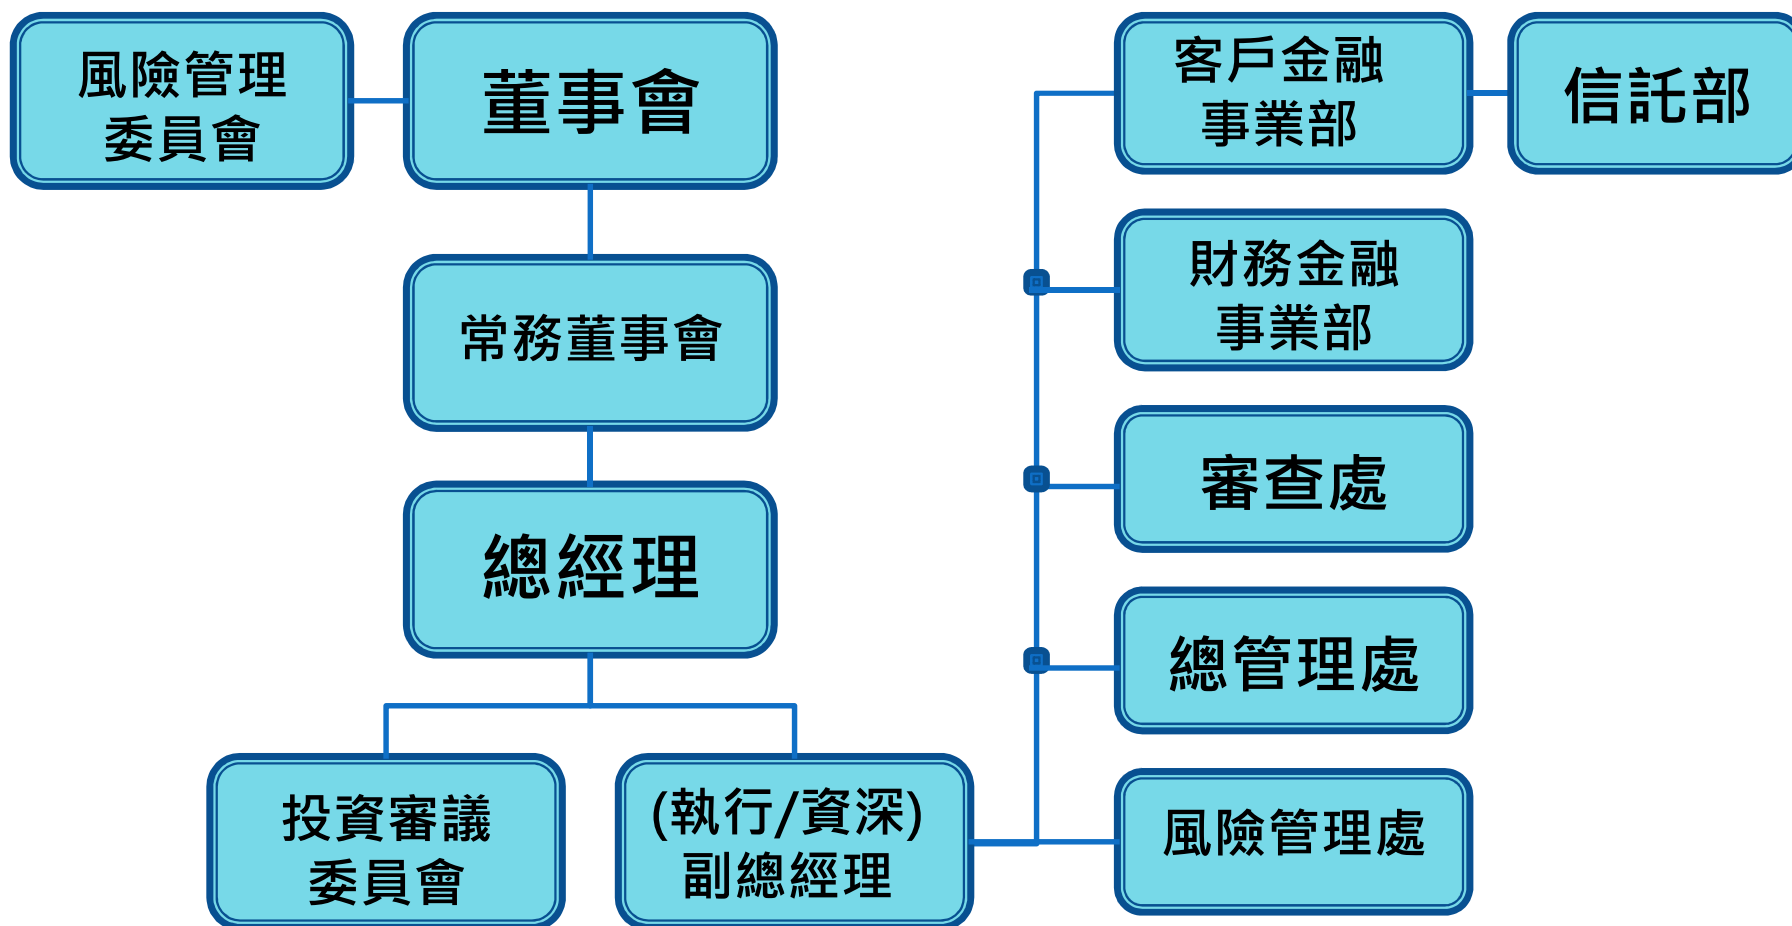 風險管理
委員會
董事會
常務董事會
總經理
投資審議
委員會
(執行/資深)
副總經理
客戶金融
事業部
信託部
財務金融
事業部
審查處
總管理處
風險管理處